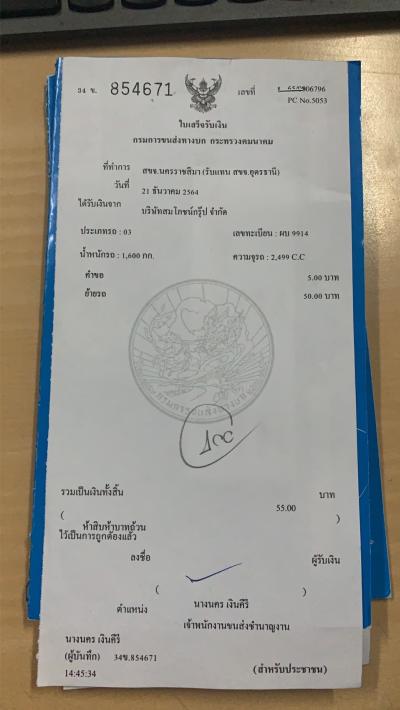 34 ข. 854671 เลขที่ 65/2906796
PC No.5053
ใบเสร็จรับเงิน
กรมการขนส่งทางบก กระทรวงคมนาคม
ที่ทำการ สขจ.นครราชสีมา (รับแทน สขจ.อุดรธานี)
วันที่ 21 ธันวาคม 2564
ได้รับเงินจาก บริษัทสมโภชน์กรุ๊ป จำกัด
ประเภทรถ : 03 เลขทะเบียน : ผบ 9914
น้ำหนักรถ : 1,600 กก. ความจุรถ : 2,499 C.C
คำขอ 5.00 บาท
ย้ายรถ 50.00 บาท
กรมการขนส่งทางบก
รวมเป็นเงินทั้งสิ้น บาท
( 55.00 )
ห้าสิบห้าบาทถ้วน
ไว้เป็นการถูกต้องแล้ว
ลงชื่อ ผู้รับเงิน
( นางนคร เงินคีรี )
ตำแหน่ง เจ้าพนักงานขนส่งชำนาญงาน
นางนคร เงินคีรี
(ผู้บันทึก) 34ข.854671
14:45:34 (สำหรับประชาชน)